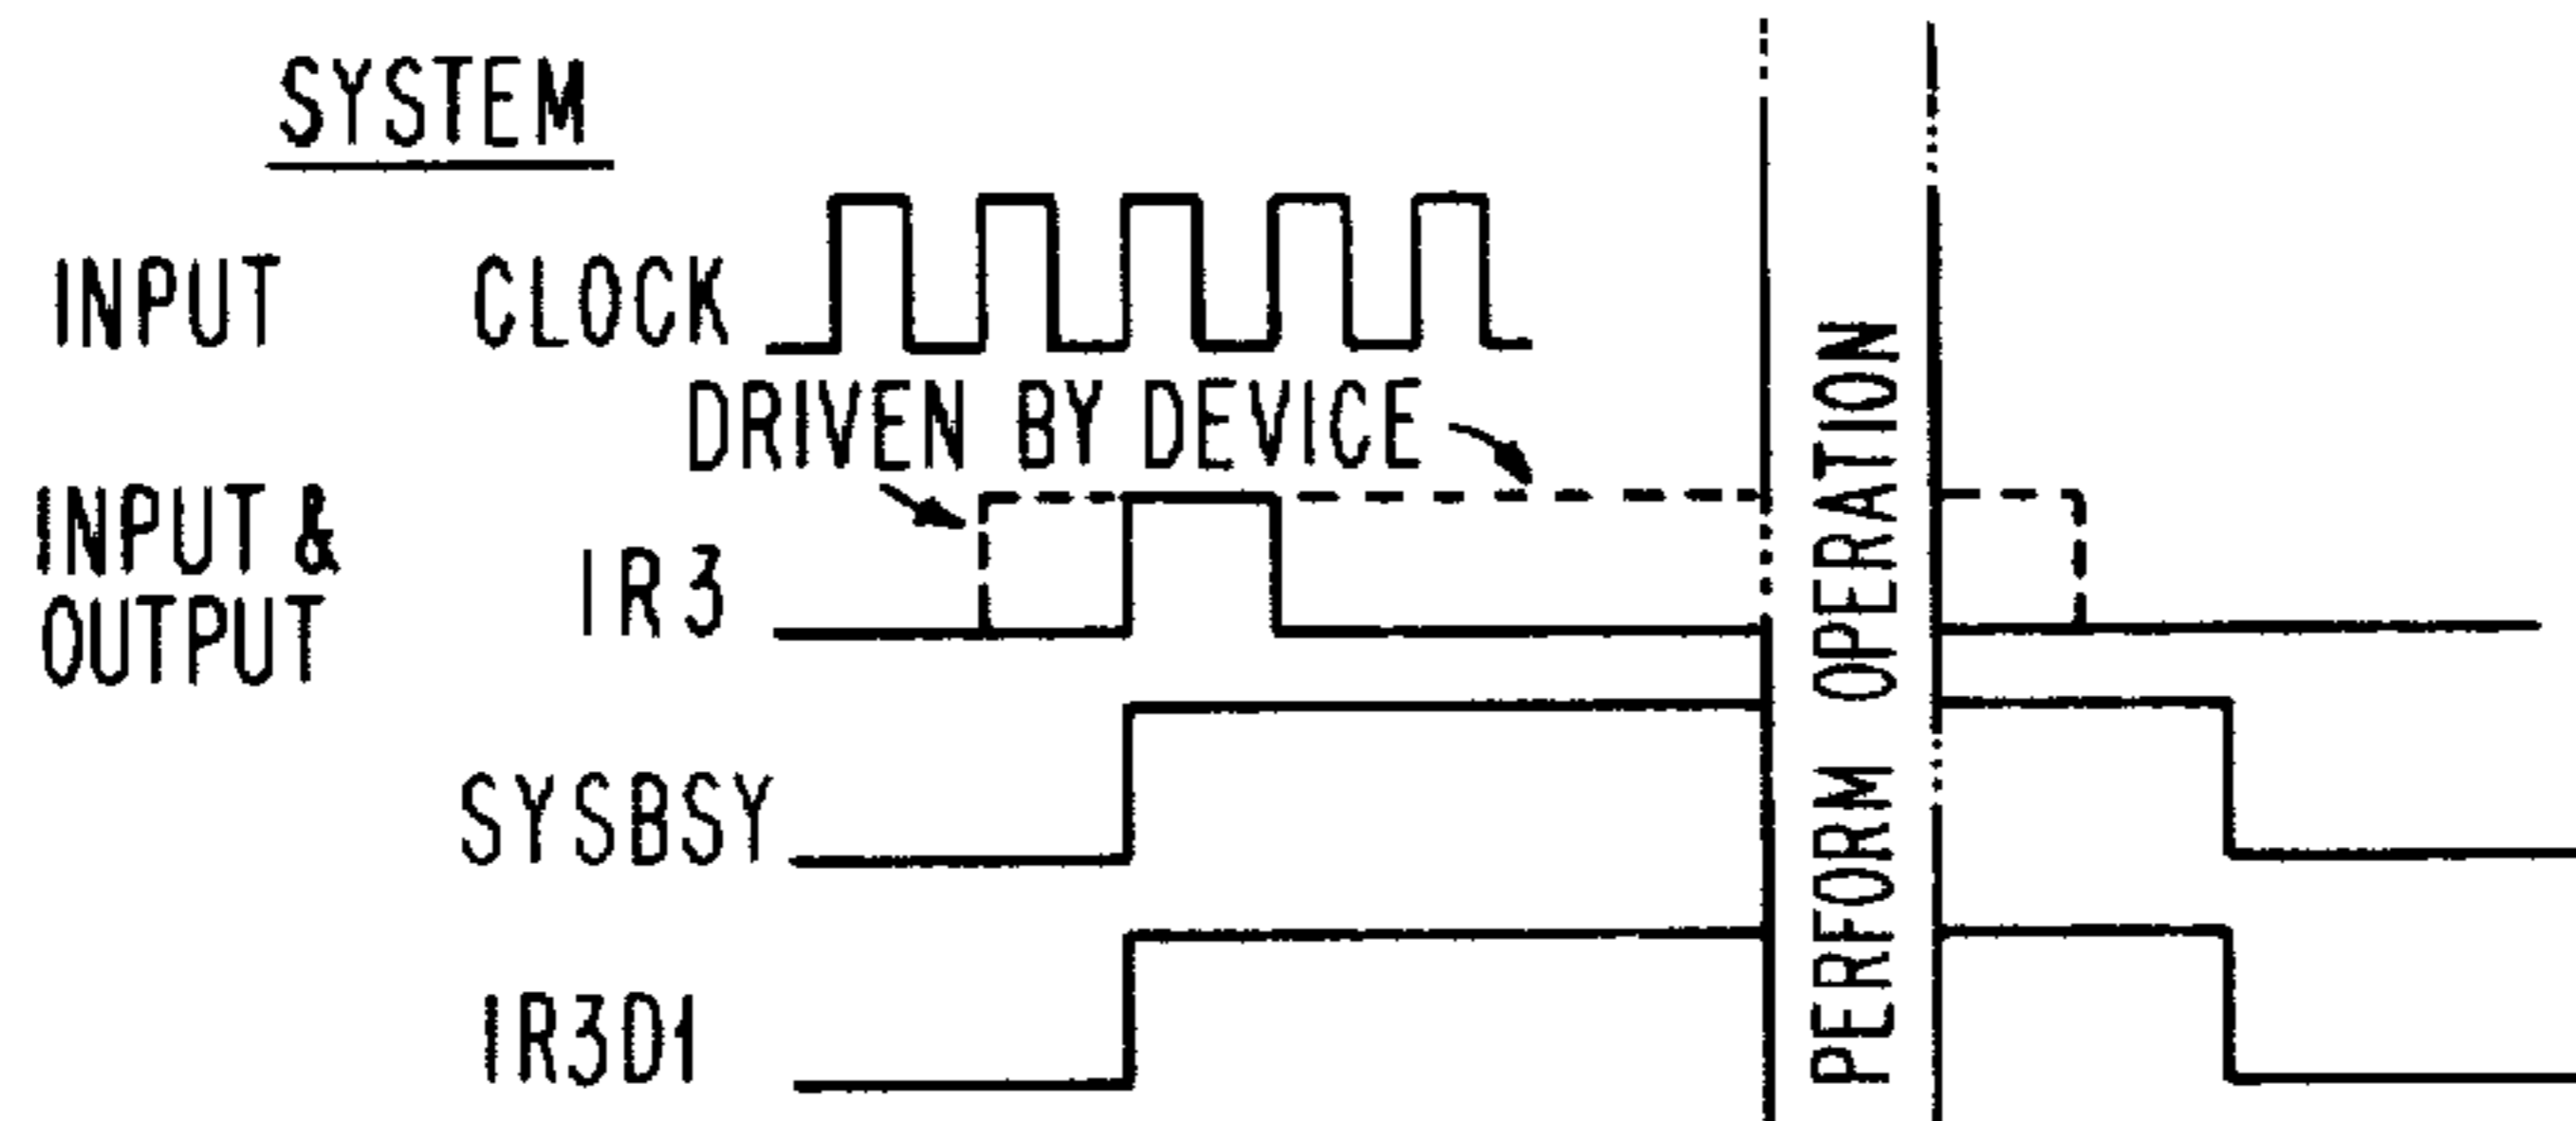 SYSTEM
INPUT CLOCK
DRIVEN BY DEVICE
INPUT &
OUTPUT
IR3
SYSBSY
IR3D1
PERFORM OPERATION